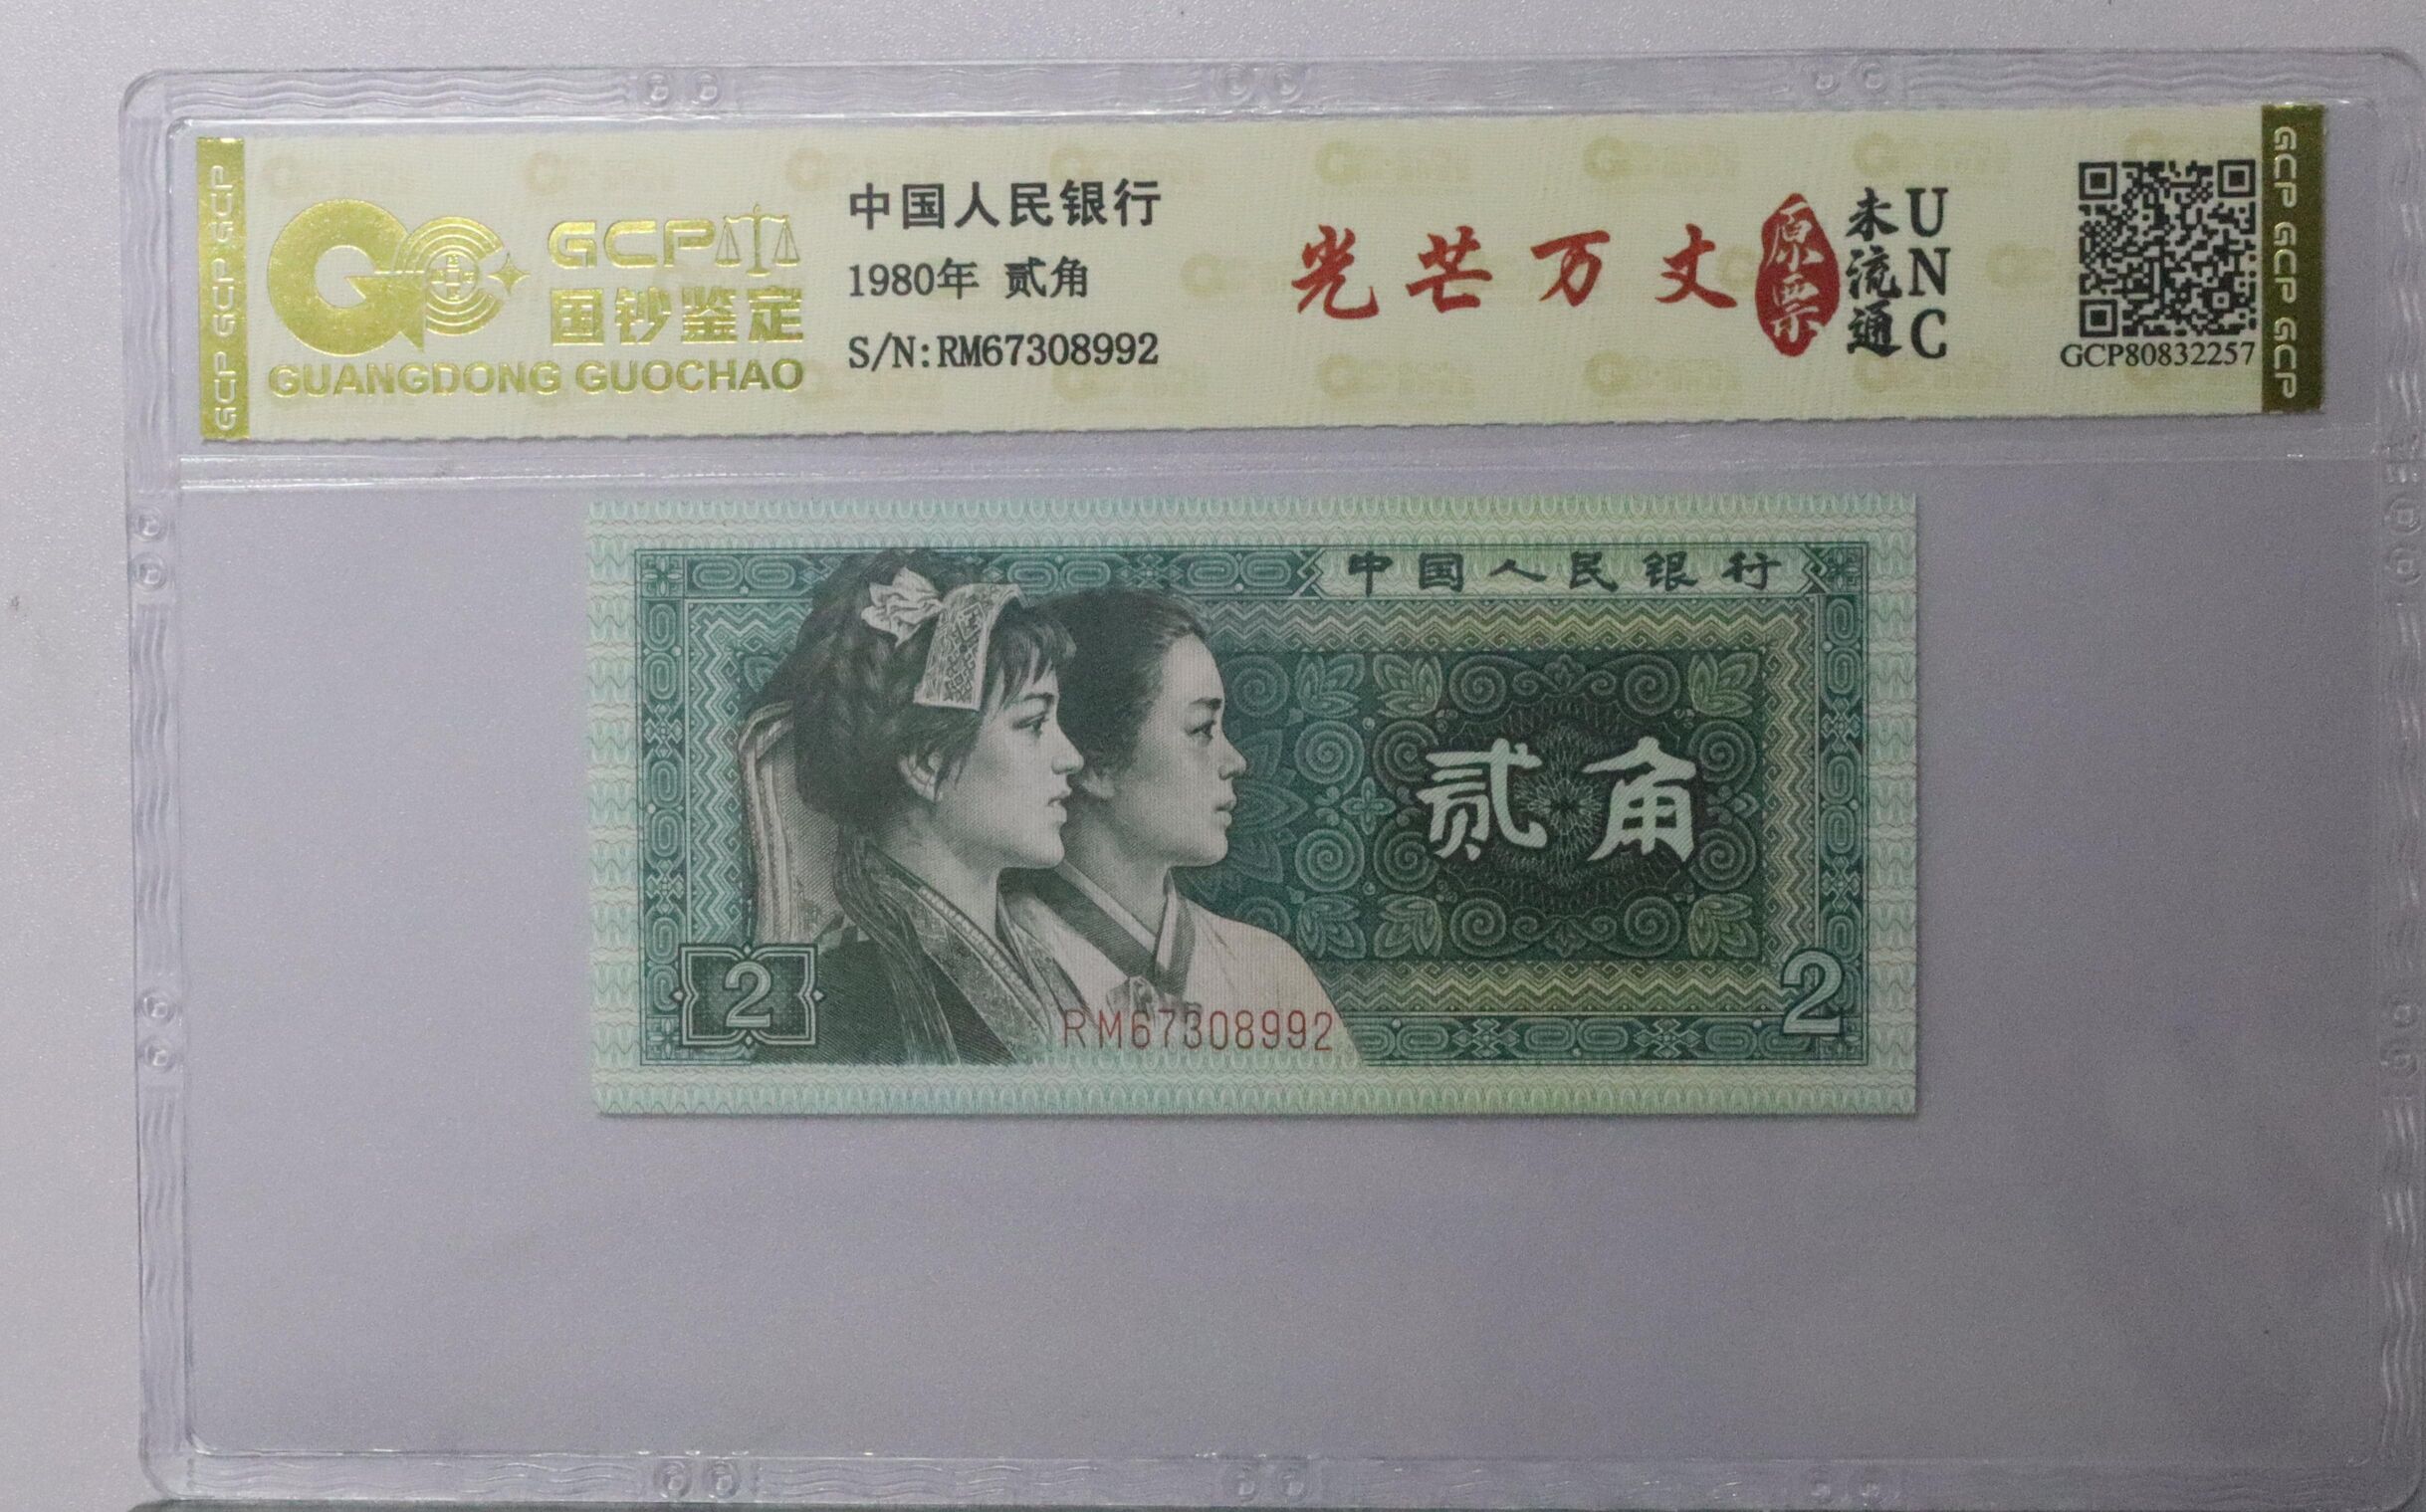 GCP GCP GCP
GCP
国钞鉴定
GUANGDONG GUOCHAO
中国人民银行
1980年 贰角
S/N:RM67308992
光芒万丈
原票
未流通
UNC
GCP80832257
GCP GCP GCP
中国人民银行
贰角
2
RM67308992
2